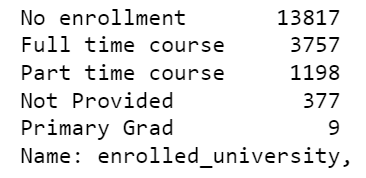 No enrollment 13817
Full time course 3757
Part time course 1198
Not Provided 377
Primary Grad 9
Name: enrolled_university,